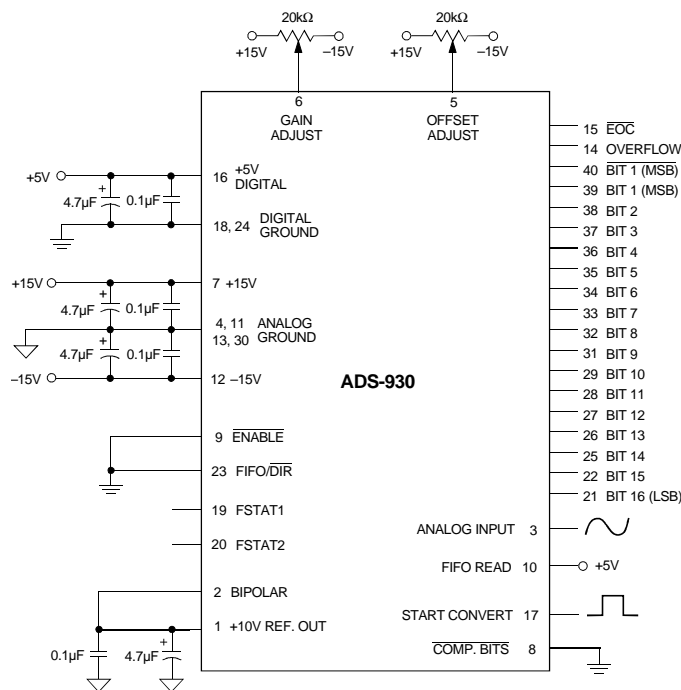 20kΩ
20kΩ
+15V
–15V
+15V
–15V
6
GAIN
ADJUST
5
OFFSET
ADJUST
+5V
4.7µF
+
0.1µF
16 +5V
DIGITAL
18, 24 DIGITAL
GROUND
+15V
7 +15V
4.7µF
+
0.1µF
4, 11 ANALOG
13, 30 GROUND
4.7µF
+
0.1µF
–15V
12 –15V
ADS-930
9 ENABLE
23 FIFO/DIR
19 FSTAT1
20 FSTAT2
2 BIPOLAR
1 +10V REF. OUT
0.1µF
4.7µF
+
15 EOC
14 OVERFLOW
40 BIT 1 (MSB)
39 BIT 1 (MSB)
38 BIT 2
37 BIT 3
36 BIT 4
35 BIT 5
34 BIT 6
33 BIT 7
32 BIT 8
31 BIT 9
29 BIT 10
28 BIT 11
27 BIT 12
26 BIT 13
25 BIT 14
22 BIT 15
21 BIT 16 (LSB)
ANALOG INPUT 3
FIFO READ 10
+5V
START CONVERT 17
COMP. BITS 8